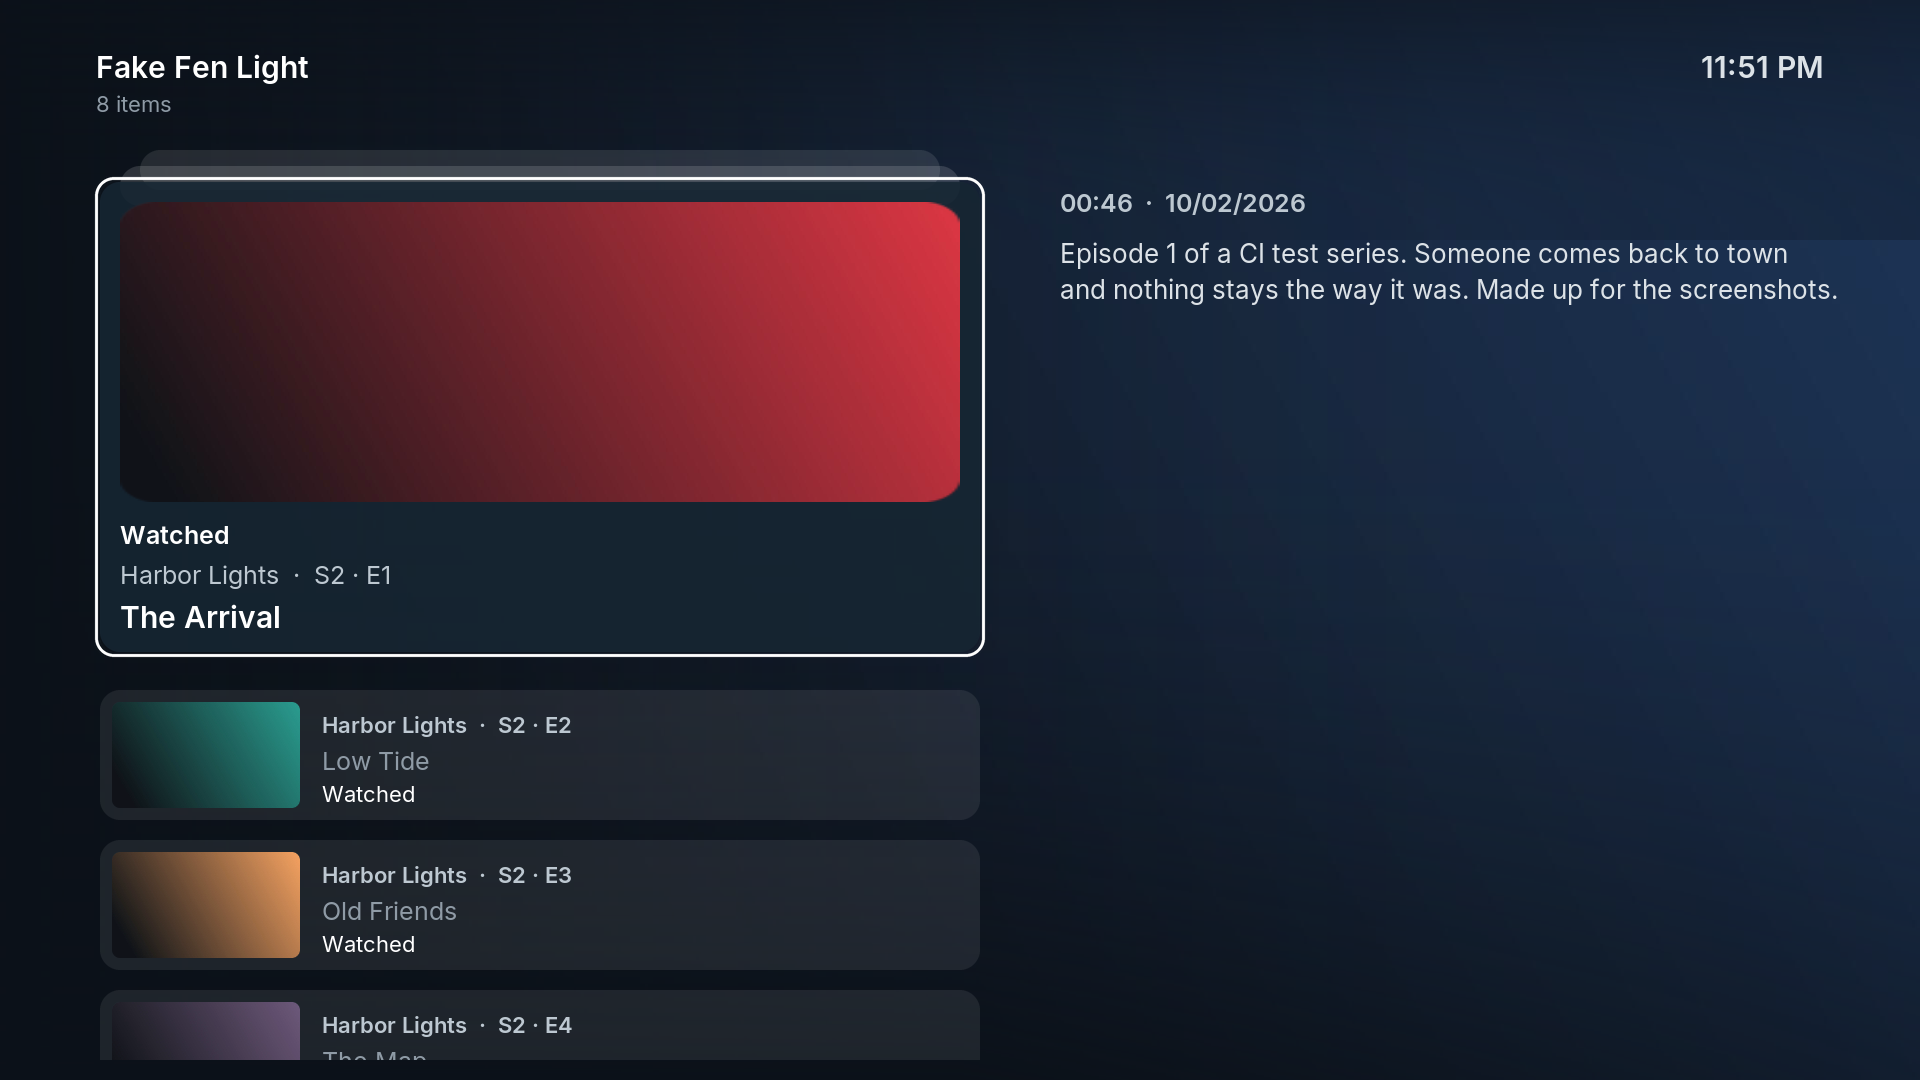 Fake Fen Light
8 items
11:51 PM
Watched
Harbor Lights · S2 · E1
The Arrival
00:46 · 10/02/2026
Episode 1 of a CI test series. Someone comes back to town
and nothing stays the way it was. Made up for the screenshots.
Harbor Lights · S2 · E2
Low Tide
Watched
Harbor Lights · S2 · E3
Old Friends
Watched
Harbor Lights · S2 · E4
The Map